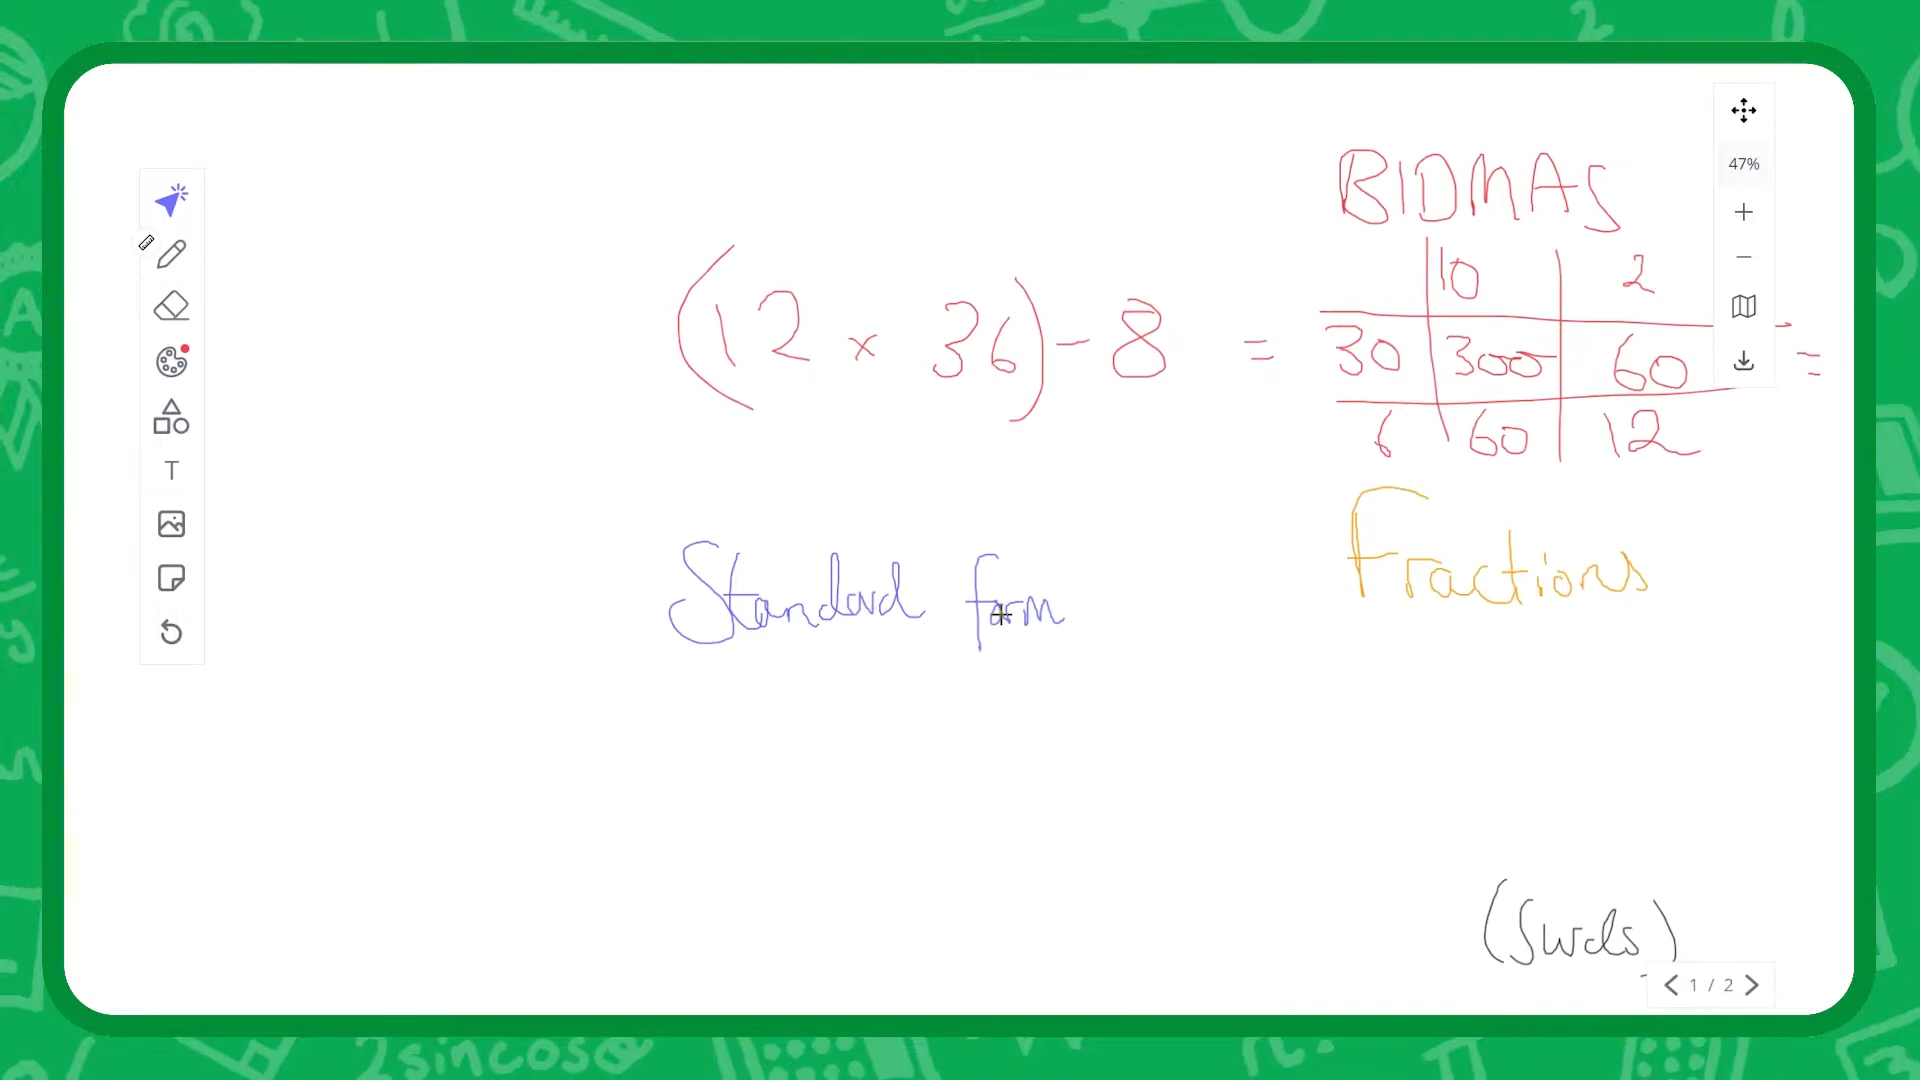 47%
BIDMAS
10 2
(12 x 36) - 8 = 30 300 60 =
6 60 12
T
Fractions
Standard form
(Surds)
1 / 2
2sincos